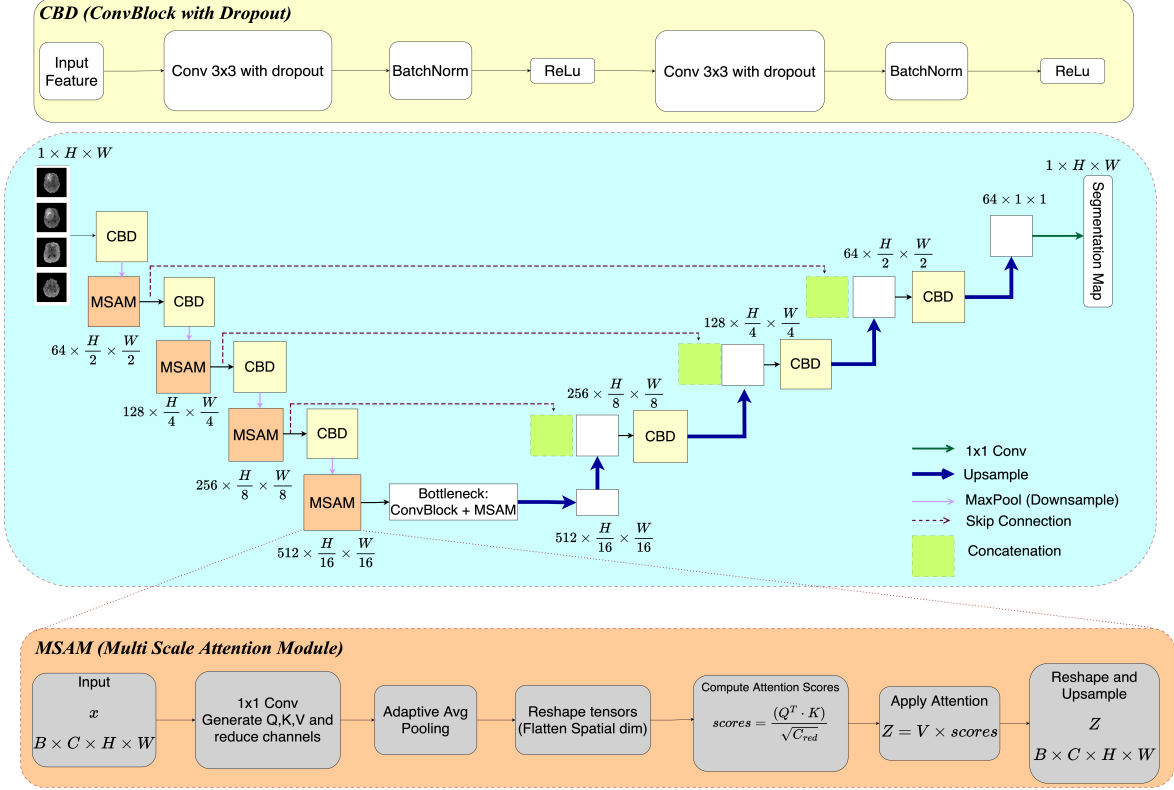 CBD (ConvBlock with Dropout)
Input
Feature
Conv 3x3 with dropout
BatchNorm
ReLu
Conv 3x3 with dropout
BatchNorm
ReLu
1 × H × W
1 × H × W
Segmentation Map
64 × 1 × 1
CBD
64 × H/2 × W/2
MSAM
CBD
CBD
64 × H/2 × W/2
128 × H/4 × W/4
MSAM
CBD
CBD
128 × H/4 × W/4
256 × H/8 × W/8
MSAM
CBD
CBD
256 × H/8 × W/8
MSAM
Bottleneck:
ConvBlock + MSAM
512 × H/16 × W/16
512 × H/16 × W/16
1x1 Conv
Upsample
MaxPool (Downsample)
Skip Connection
Concatenation
MSAM (Multi Scale Attention Module)
Input
x
B × C × H × W
1x1 Conv
Generate Q,K,V and
reduce channels
Adaptive Avg
Pooling
Reshape tensors
(Flatten Spatial dim)
Compute Attention Scores
scores = (Q^T · K) / √C_red
Apply Attention
Z = V × scores
Reshape and
Upsample
Z
B × C × H × W